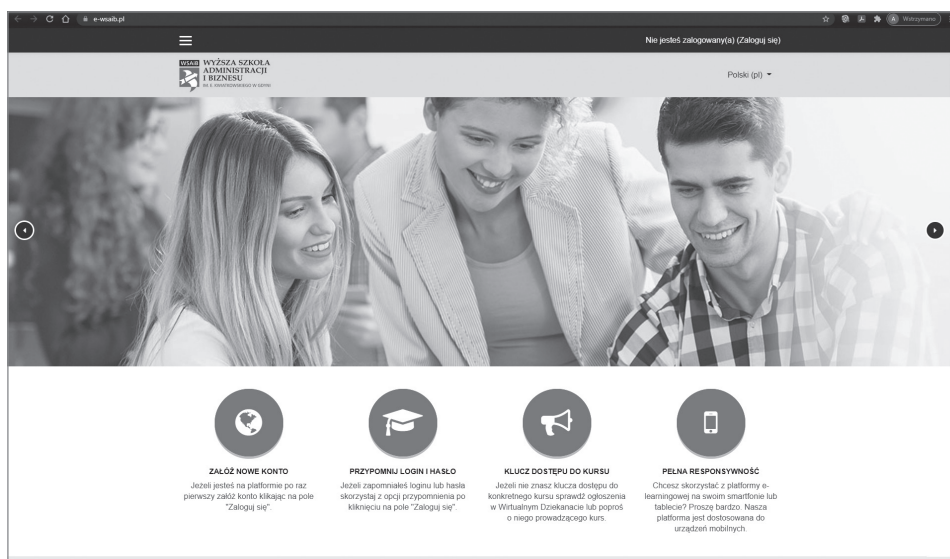 e-wsaib.pl
Wstrzymano
Nie jesteś zalogowany(a) (Zaloguj się)
WSAIB WYŻSZA SZKOŁA
ADMINISTRACJI
I BIZNESU
IM. E. KWIATKOWSKIEGO W GDYNI
Polski (pl)
ZAŁÓŻ NOWE KONTO
Jeżeli jesteś na platformie po raz
pierwszy załóż konto klikając na pole
"Zaloguj się".
PRZYPOMNIJ LOGIN I HASŁO
Jeżeli zapomniałeś loginu lub hasła
skorzystaj z opcji przypomnienia po
kliknięciu na pole "Zaloguj się".
KLUCZ DOSTĘPU DO KURSU
Jeżeli nie znasz klucza dostępu do
konkretnego kursu sprawdź ogłoszenia
w Wirtualnym Dziekanacie lub poproś
o niego prowadzącego kurs.
PEŁNA RESPONSYWNOŚĆ
Chcesz skorzystać z platformy e-
learningowej na swoim smartfonie lub
tablecie? Proszę bardzo. Nasza
platforma jest dostosowana do
urządzeń mobilnych.